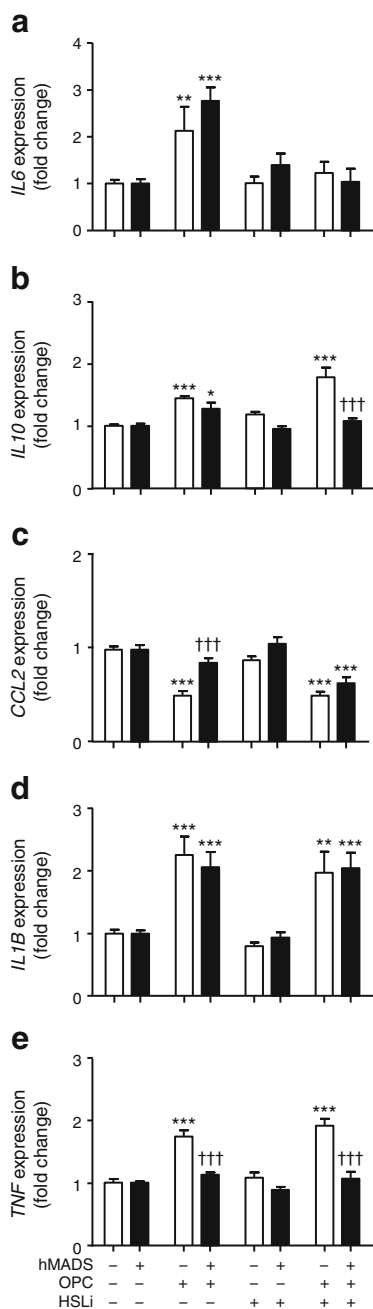 a
IL6 expression
(fold change)
4
3
2
1
0
**
***
b
IL10 expression
(fold change)
3
2
1
0
***
*
***
†††
c
CCL2 expression
(fold change)
2
1
0
***
†††
***
***
d
IL1B expression
(fold change)
3
2
1
0
***
***
**
***
e
TNF expression
(fold change)
3
2
1
0
***
†††
***
†††
hMADS – + – + – + – +
OPC – – + + – – + +
HSLi – – – – + + + +